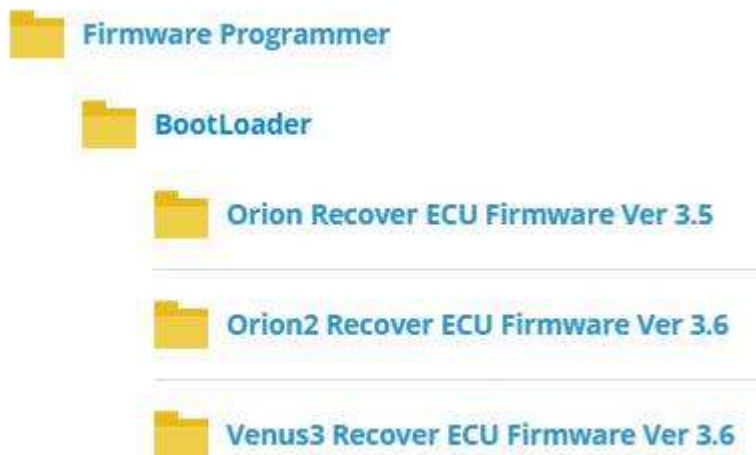 Firmware Programmer
BootLoader
Orion Recover ECU Firmware Ver 3.5
Orion2 Recover ECU Firmware Ver 3.6
Venus3 Recover ECU Firmware Ver 3.6